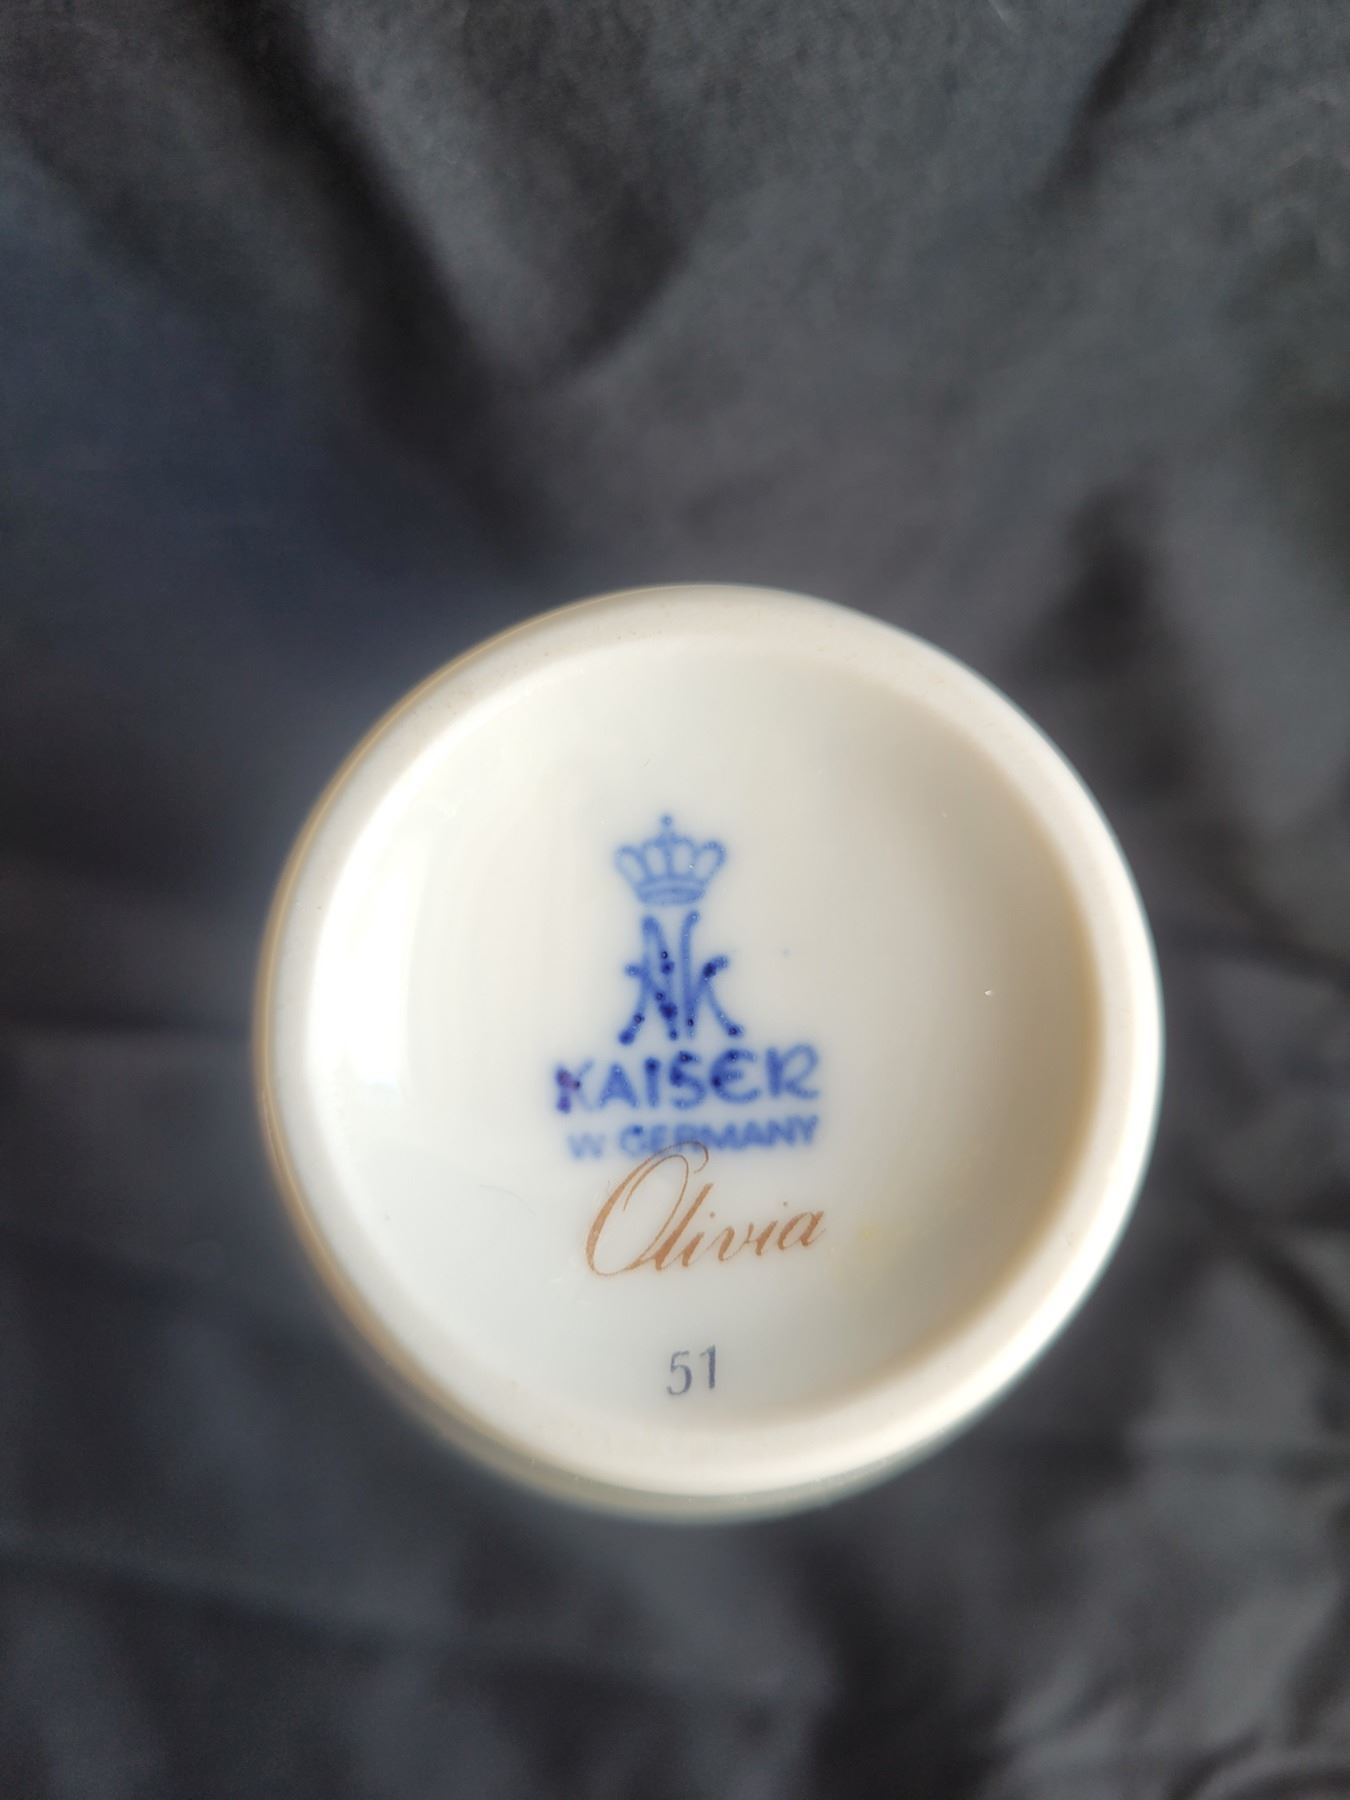 AK
KAISER
W. GERMANY
Olivia
51